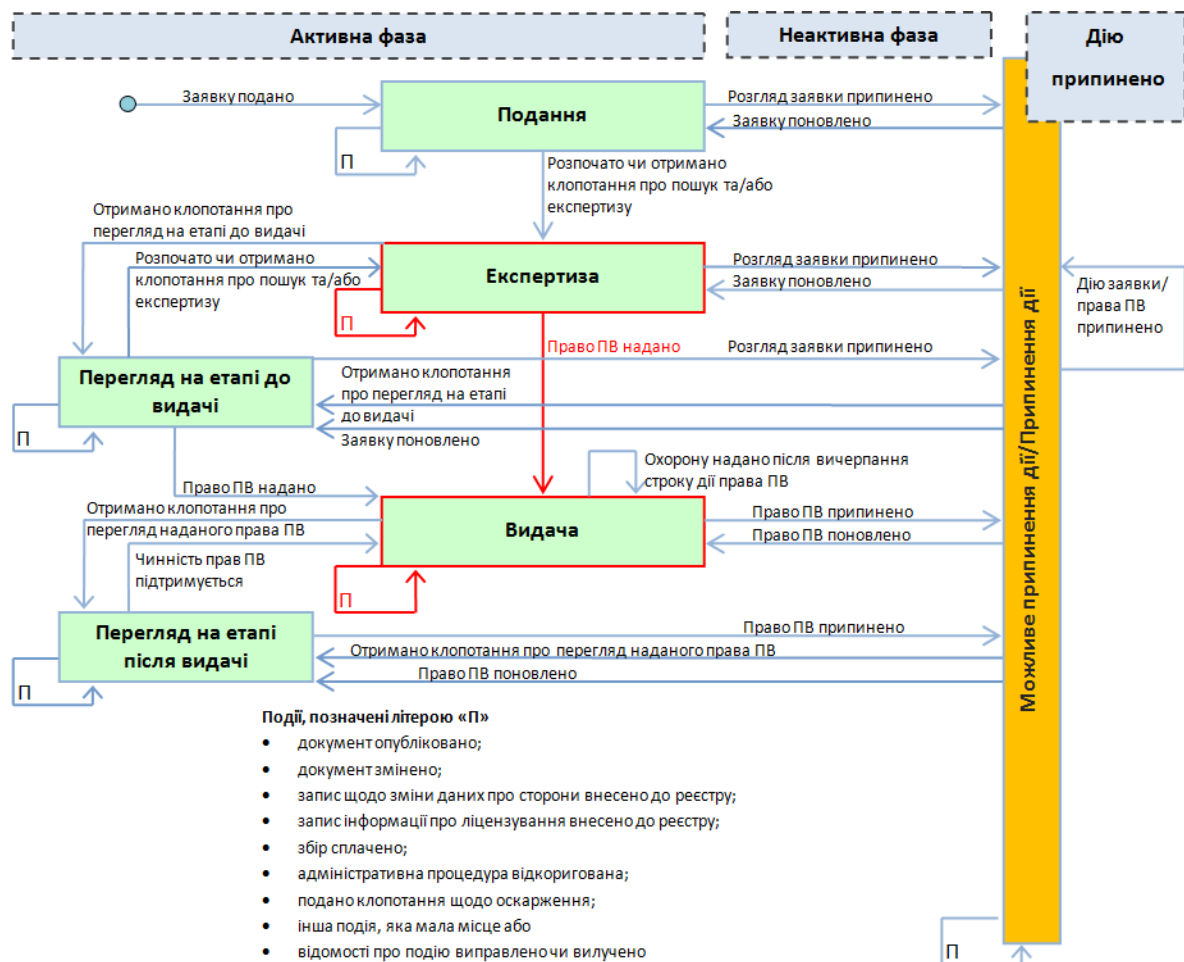 Активна фаза
Неактивна фаза
Дію
припинено
Заявку подано
Подання
Розгляд заявки припинено
Заявку поновлено
П
Розпочато чи отримано
клопотання про пошук та/або
експертизу
Отримано клопотання про
перегляд на етапі до видачі
Розпочато чи отримано
клопотання про пошук та/або
експертизу
Експертиза
Розгляд заявки припинено
Заявку поновлено
Дію заявки/
права ПВ
припинено
П
Право ПВ надано
Розгляд заявки припинено
Перегляд на етапі до
видачі
Отримано клопотання
про перегляд на етапі
до видачі
Заявку поновлено
П
Право ПВ надано
Охорону надано після вичерпання
строку дії права ПВ
Отримано клопотання про
перегляд наданого права ПВ
Видача
Право ПВ припинено
Право ПВ поновлено
Чинність прав ПВ
підтримується
П
Перегляд на етапі
після видачі
Право ПВ припинено
Отримано клопотання про перегляд наданого права ПВ
Право ПВ поновлено
П
Можливе припинення дії/Припинення дії
Події, позначені літерою «П»
• документ опубліковано;
• документ змінено;
• запис щодо зміни даних про сторони внесено до реєстру;
• запис інформації про ліцензування внесено до реєстру;
• збір сплачено;
• адміністративна процедура відкоригована;
• подано клопотання щодо оскарження;
• інша подія, яка мала місце або
• відомості про подію виправлено чи вилучено
П